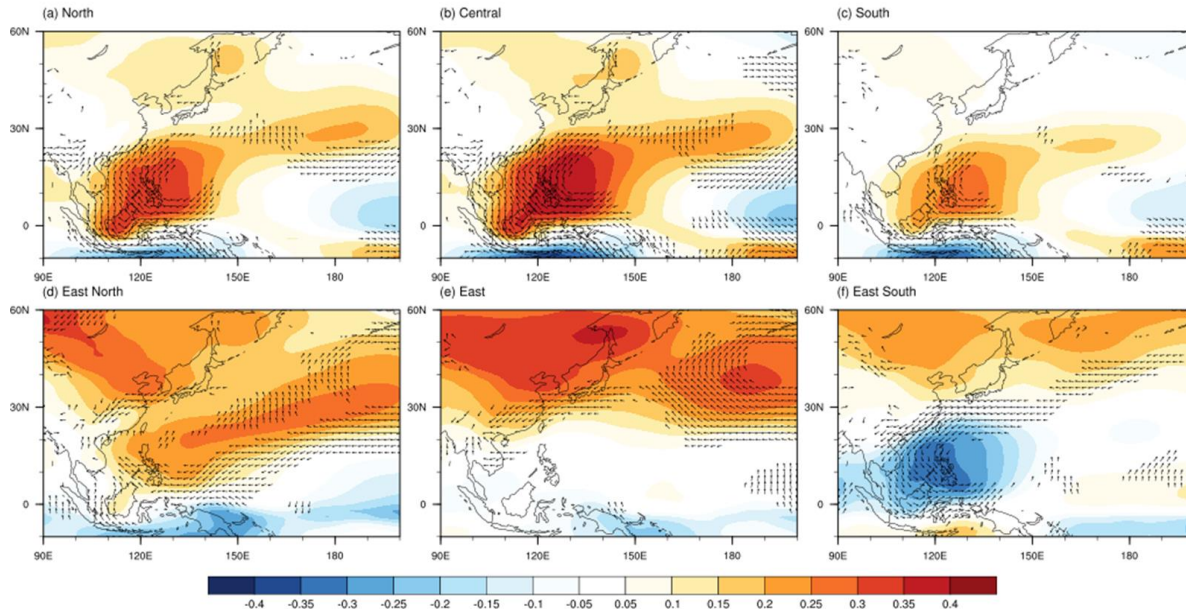 (a) North
(b) Central
(c) South
60N
30N
0
90E 120E 150E 180
60N
30N
0
90E 120E 150E 180
60N
30N
0
90E 120E 150E 180
(d) East North
(e) East
(f) East South
60N
30N
0
90E 120E 150E 180
60N
30N
0
90E 120E 150E 180
60N
30N
0
90E 120E 150E 180
-0.4 -0.35 -0.3 -0.25 -0.2 -0.15 -0.1 -0.05 0.05 0.1 0.15 0.2 0.25 0.3 0.35 0.4